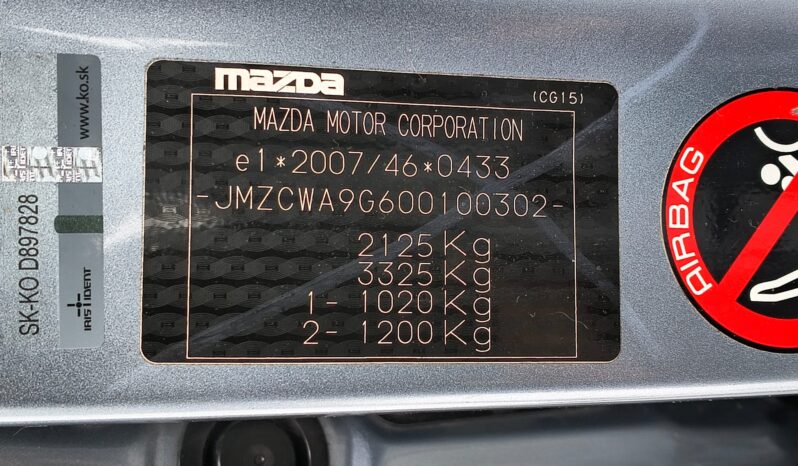 mazda
(CG15)
MAZDA MOTOR CORPORATION
e1*2007/46*0433
-JMZCWA9G600100302-
2125 Kg
3325 Kg
1- 1020 Kg
2- 1200 Kg
www.ko.sk
SK-KO D897828
IRIS IDENT
AIRBAG